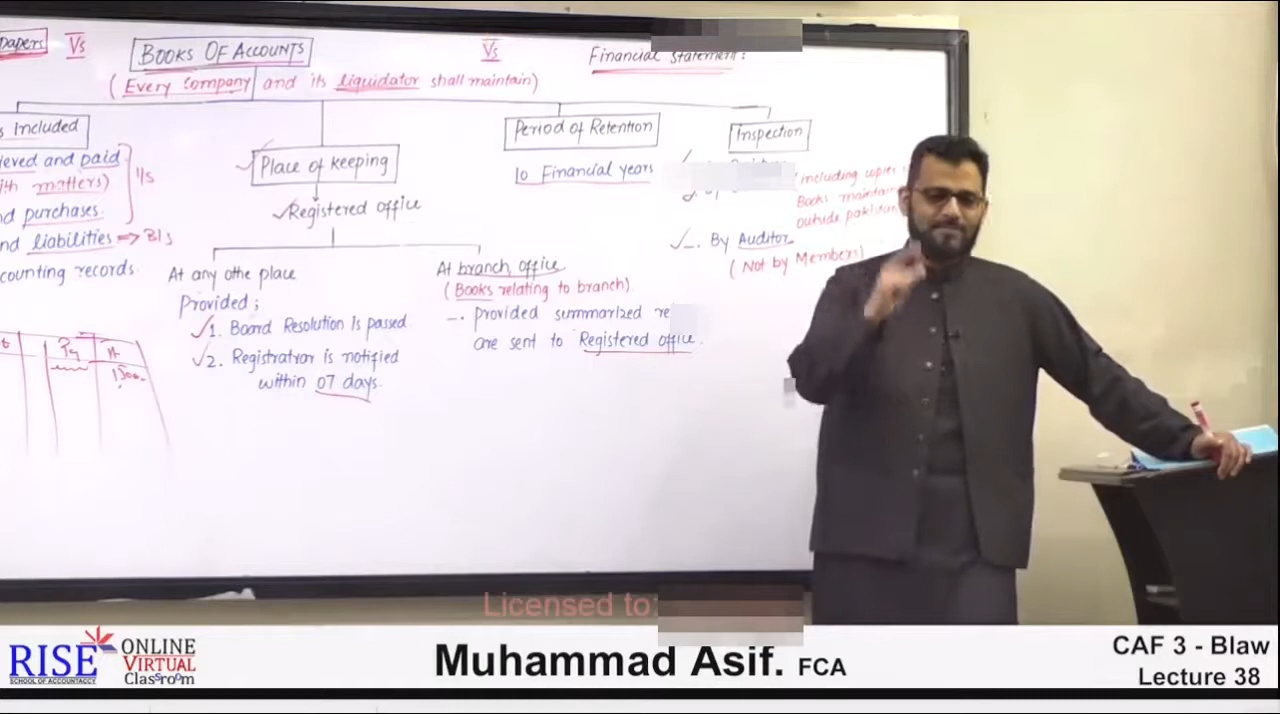 papers Vs BOOKS OF ACCOUNTS Vs Financial statement:
(Every company and its liquidator shall maintain)
s Included
ieved and paid
ith matters) I/s
nd purchases.
nd liabilities ⇒ B/s
counting records.
Place of keeping
Registered office
At any othe place
Provided;
1. Board Resolution is passed
2. Registratrar is notified
within 07 days.
At branch office
(Books relating to branch)
-. provided summarized re
are sent to Registered office.
Period of Retention
10 Financial years
Inspection
including copies
Books maintain
outside pakistan
-. By Auditor
(Not by Members)
Licensed to:
RISE
SCHOOL OF ACCOUNTANCY
ONLINE
VIRTUAL
Classroom
Muhammad Asif. FCA
CAF 3 - Blaw
Lecture 38